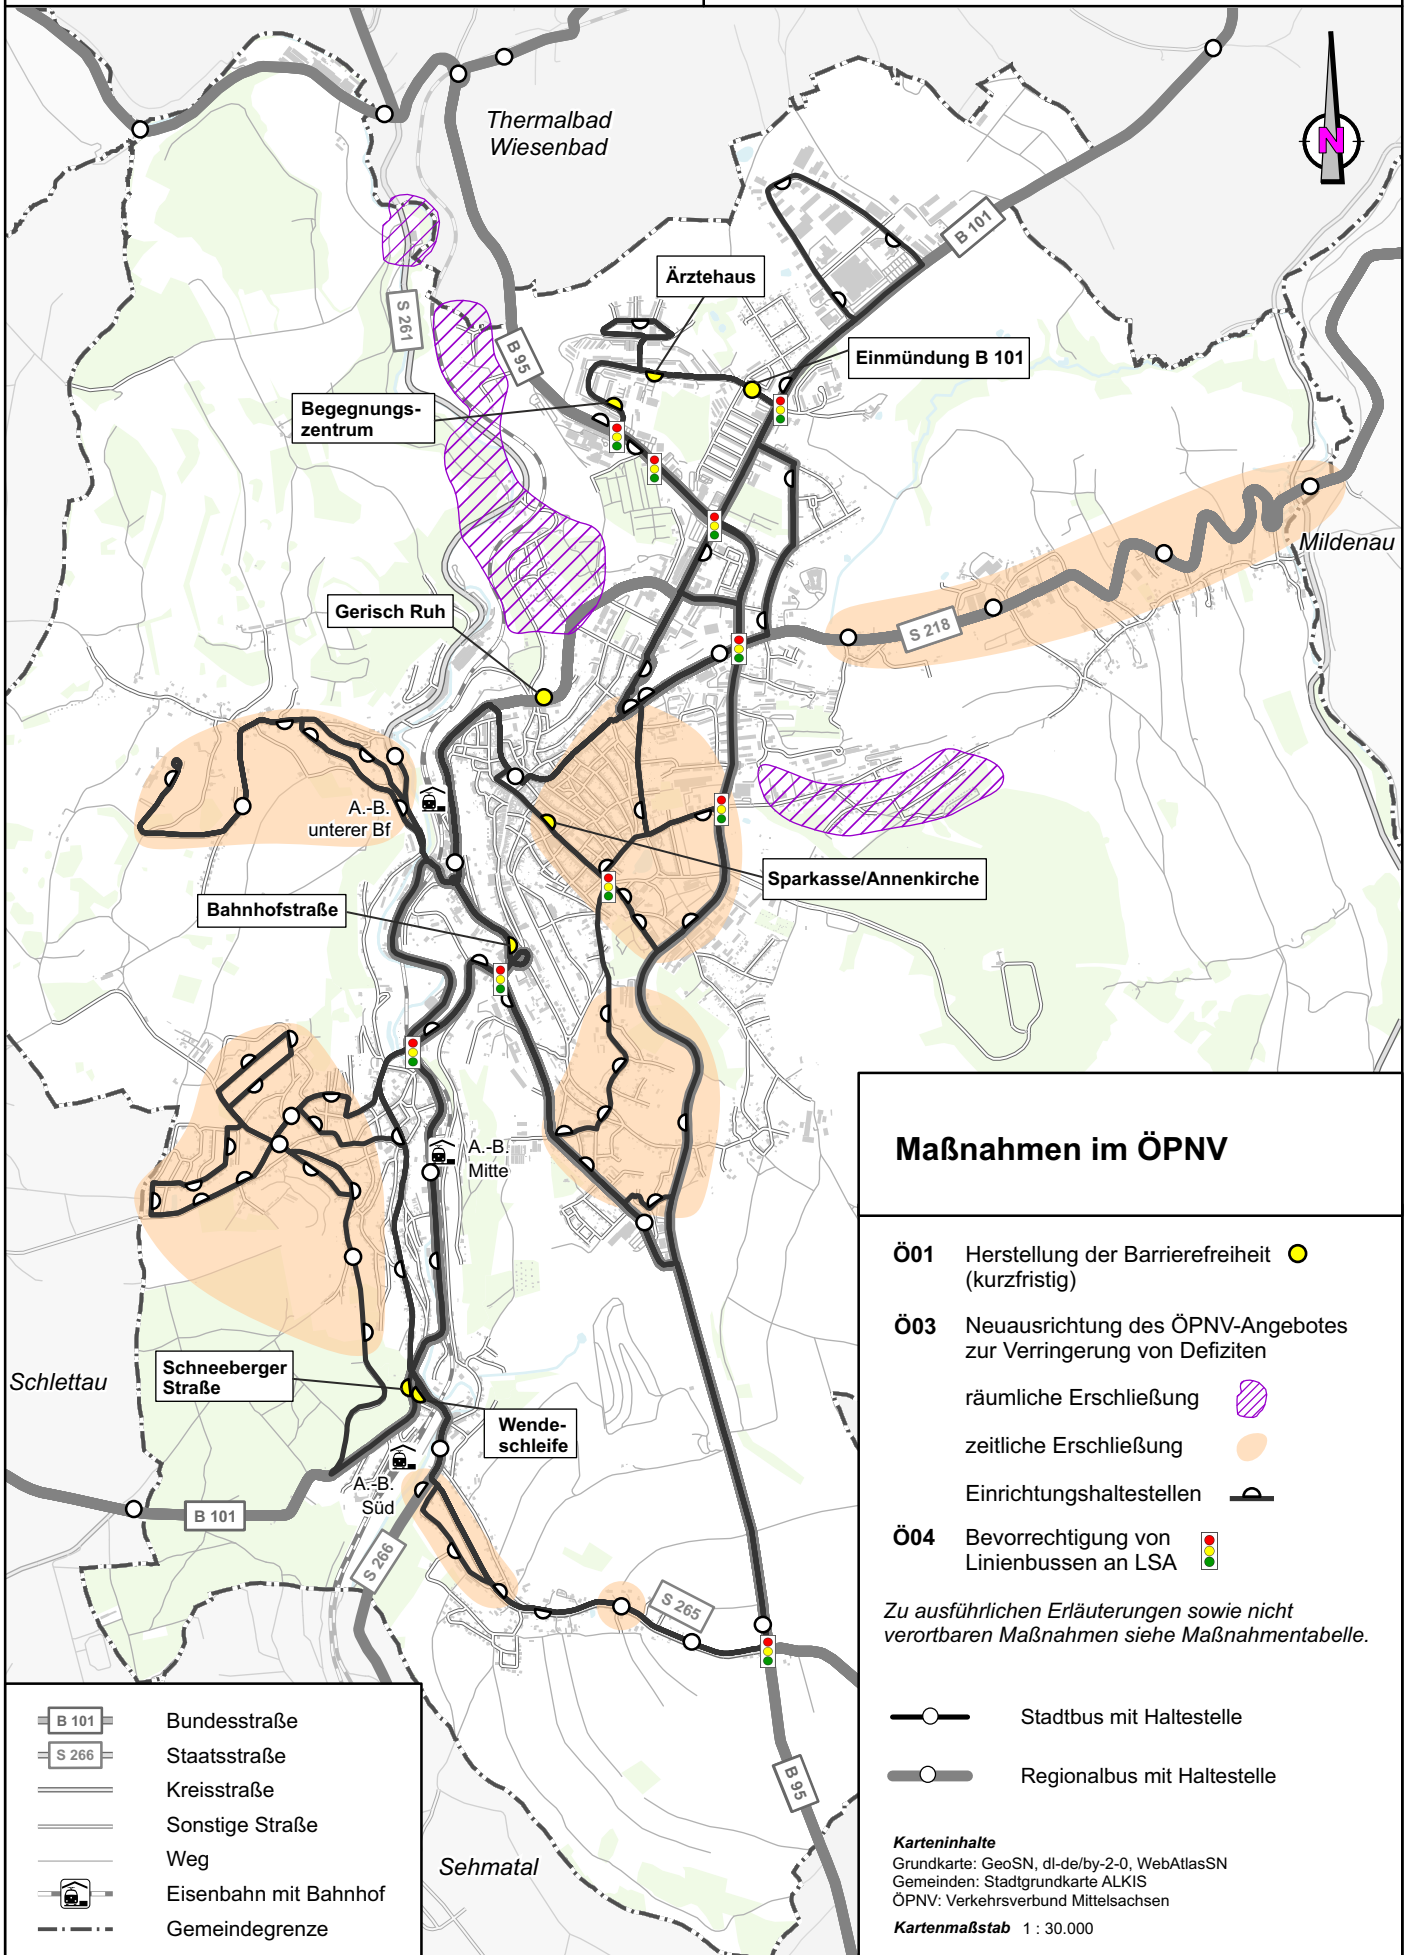 Thermalbad
Wiesenbad
N
B 101
S 261
B 95
Ärztehaus
Einmündung B 101
Begegnungs-
zentrum
Mildenau
Gerisch Ruh
S 218
A.-B.
unterer Bf
Sparkasse/Annenkirche
Bahnhofstraße
A.-B.
Mitte
Schlettau
Schneeberger
Straße
Wende-
schleife
A.-B.
Süd
B 101
S 266
S 265
B 95
Sehmatal
Maßnahmen im ÖPNV
Ö01 Herstellung der Barrierefreiheit
(kurzfristig)
Ö03 Neuausrichtung des ÖPNV-Angebotes
zur Verringerung von Defiziten
räumliche Erschließung
zeitliche Erschließung
Einrichtungshaltestellen
Ö04 Bevorrechtigung von
Linienbussen an LSA
Zu ausführlichen Erläuterungen sowie nicht
verortbaren Maßnahmen siehe Maßnahmentabelle.
Stadtbus mit Haltestelle
Regionalbus mit Haltestelle
Karteninhalte
Grundkarte: GeoSN, dl-de/by-2-0, WebAtlasSN
Gemeinden: Stadtgrundkarte ALKIS
ÖPNV: Verkehrsverbund Mittelsachsen
Kartenmaßstab 1 : 30.000
B 101 Bundesstraße
S 266 Staatsstraße
Kreisstraße
Sonstige Straße
Weg
Eisenbahn mit Bahnhof
Gemeindegrenze